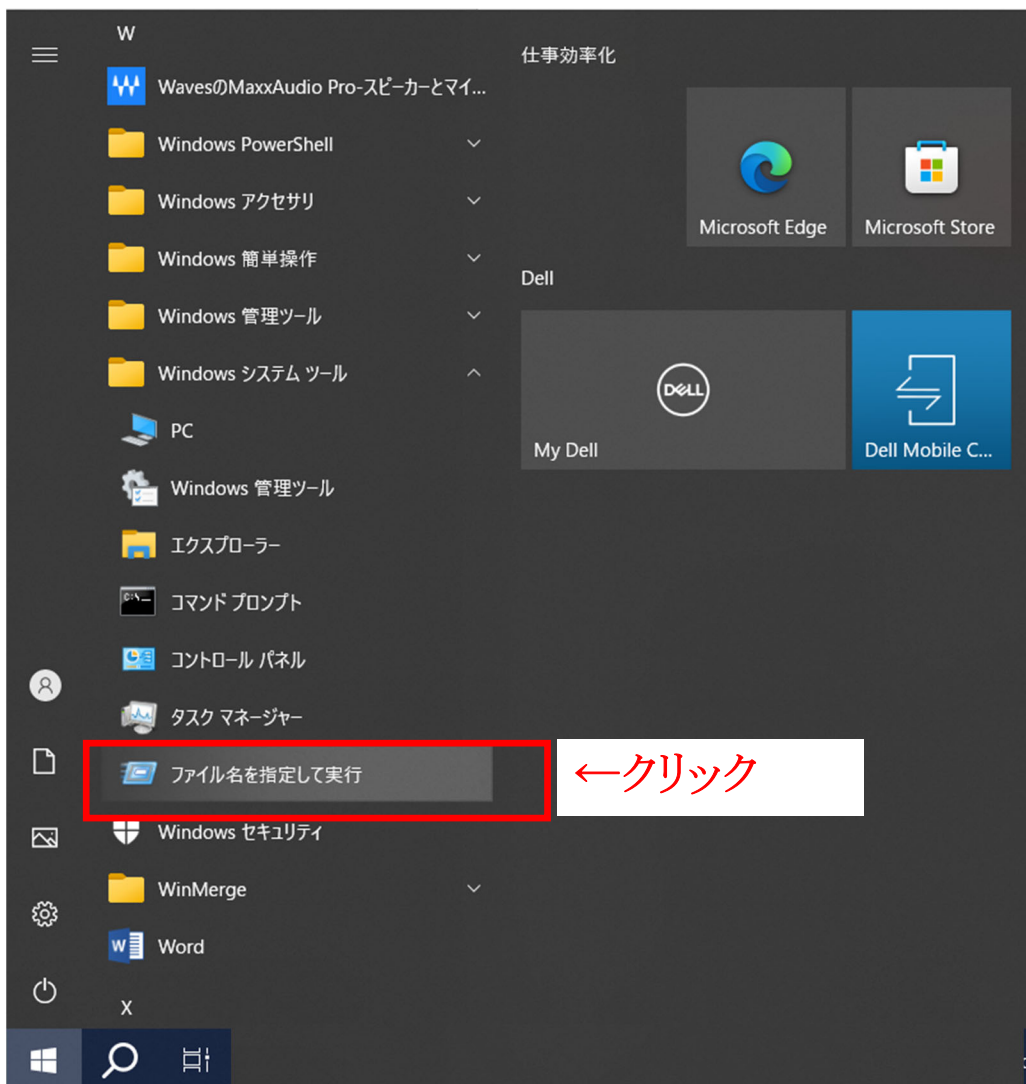 W
WavesのMaxxAudio Pro-スピーカーとマイ...
Windows PowerShell
Windows アクセサリ
Windows 簡単操作
Windows 管理ツール
Windows システム ツール
PC
Windows 管理ツール
エクスプローラー
C:\_
コマンド プロンプト
コントロール パネル
タスク マネージャー
ファイル名を指定して実行
←クリック
Windows セキュリティ
WinMerge
W
Word
X
仕事効率化
Microsoft Edge
Microsoft Store
Dell
DELL
My Dell
Dell Mobile C...